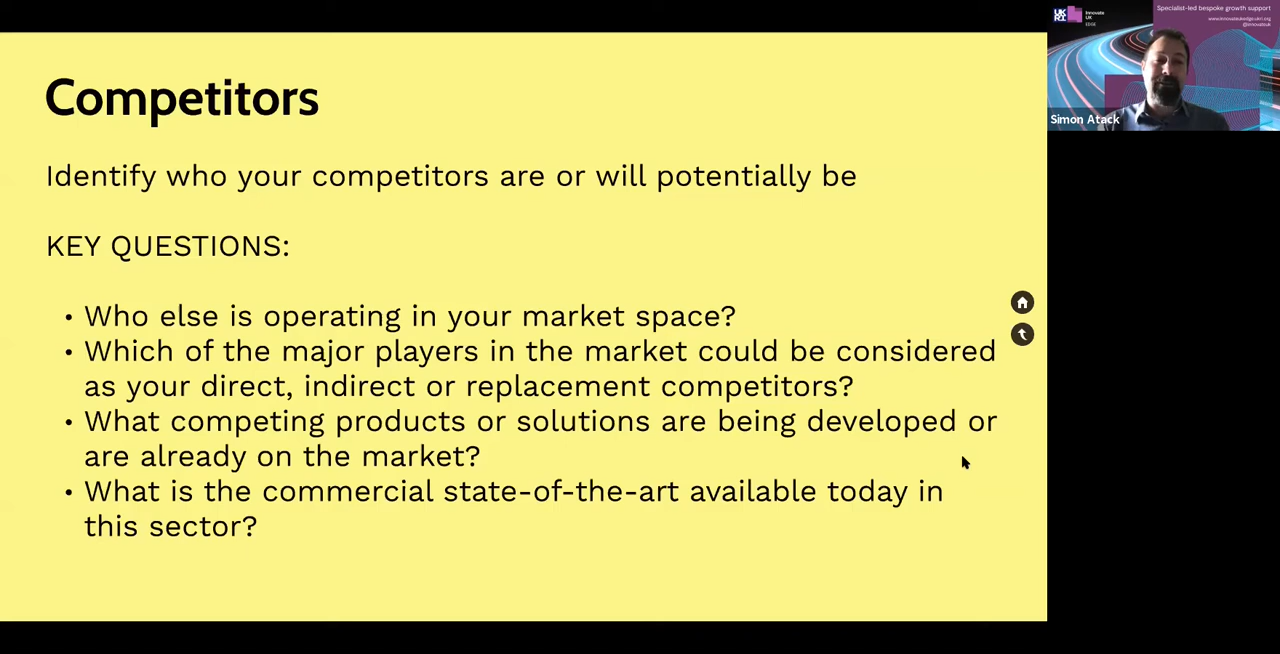 Competitors
Identify who your competitors are or will potentially be
KEY QUESTIONS:
• Who else is operating in your market space?
• Which of the major players in the market could be considered
as your direct, indirect or replacement competitors?
• What competing products or solutions are being developed or
are already on the market?
• What is the commercial state-of-the-art available today in
this sector?
UKRI
Innovate
UK
EDGE
Specialist-led bespoke growth support
www.innovateukedge.ukri.org
@innovateuk
Simon Atack